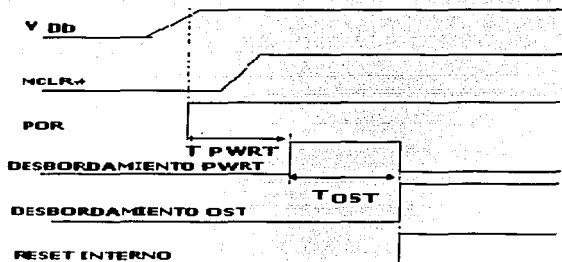 V DD
MCLR#
POR
T PWRT
DESBORDAMIENTO PWRT
TOST
DESBORDAMIENTO OST
RESET INTERNO